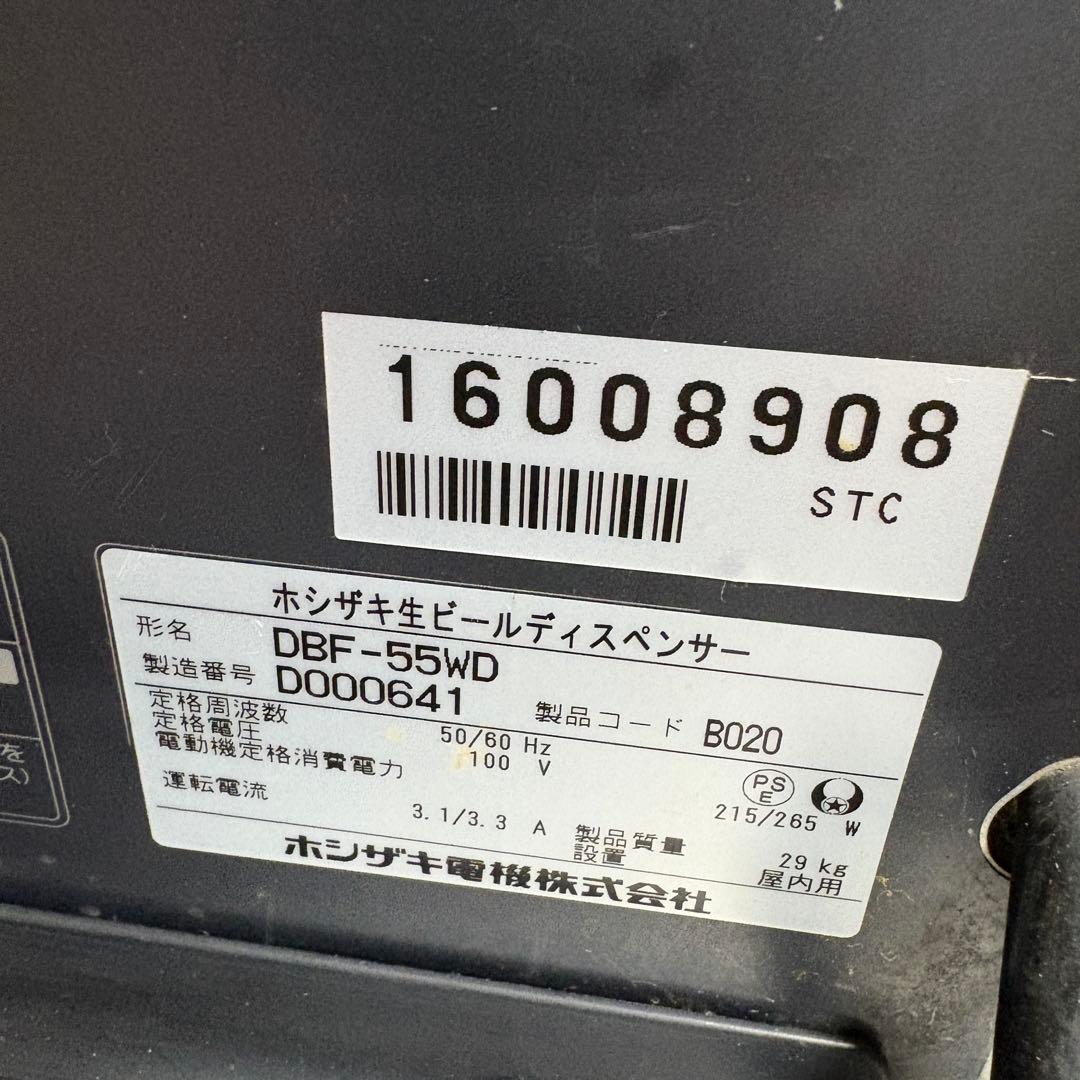 16008908
STC
ホシザキ生ビールディスペンサー
形名 DBF-55WD
製造番号 D000641 製品コード B020
定格周波数 50/60 Hz
定格電圧 100 V
電動機定格消費電力 215/265 W
PS
E
運転電流 3.1/3.3 A 製品質量 29 kg
設置 屋内用
ホシザキ電機株式会社
を
ス)